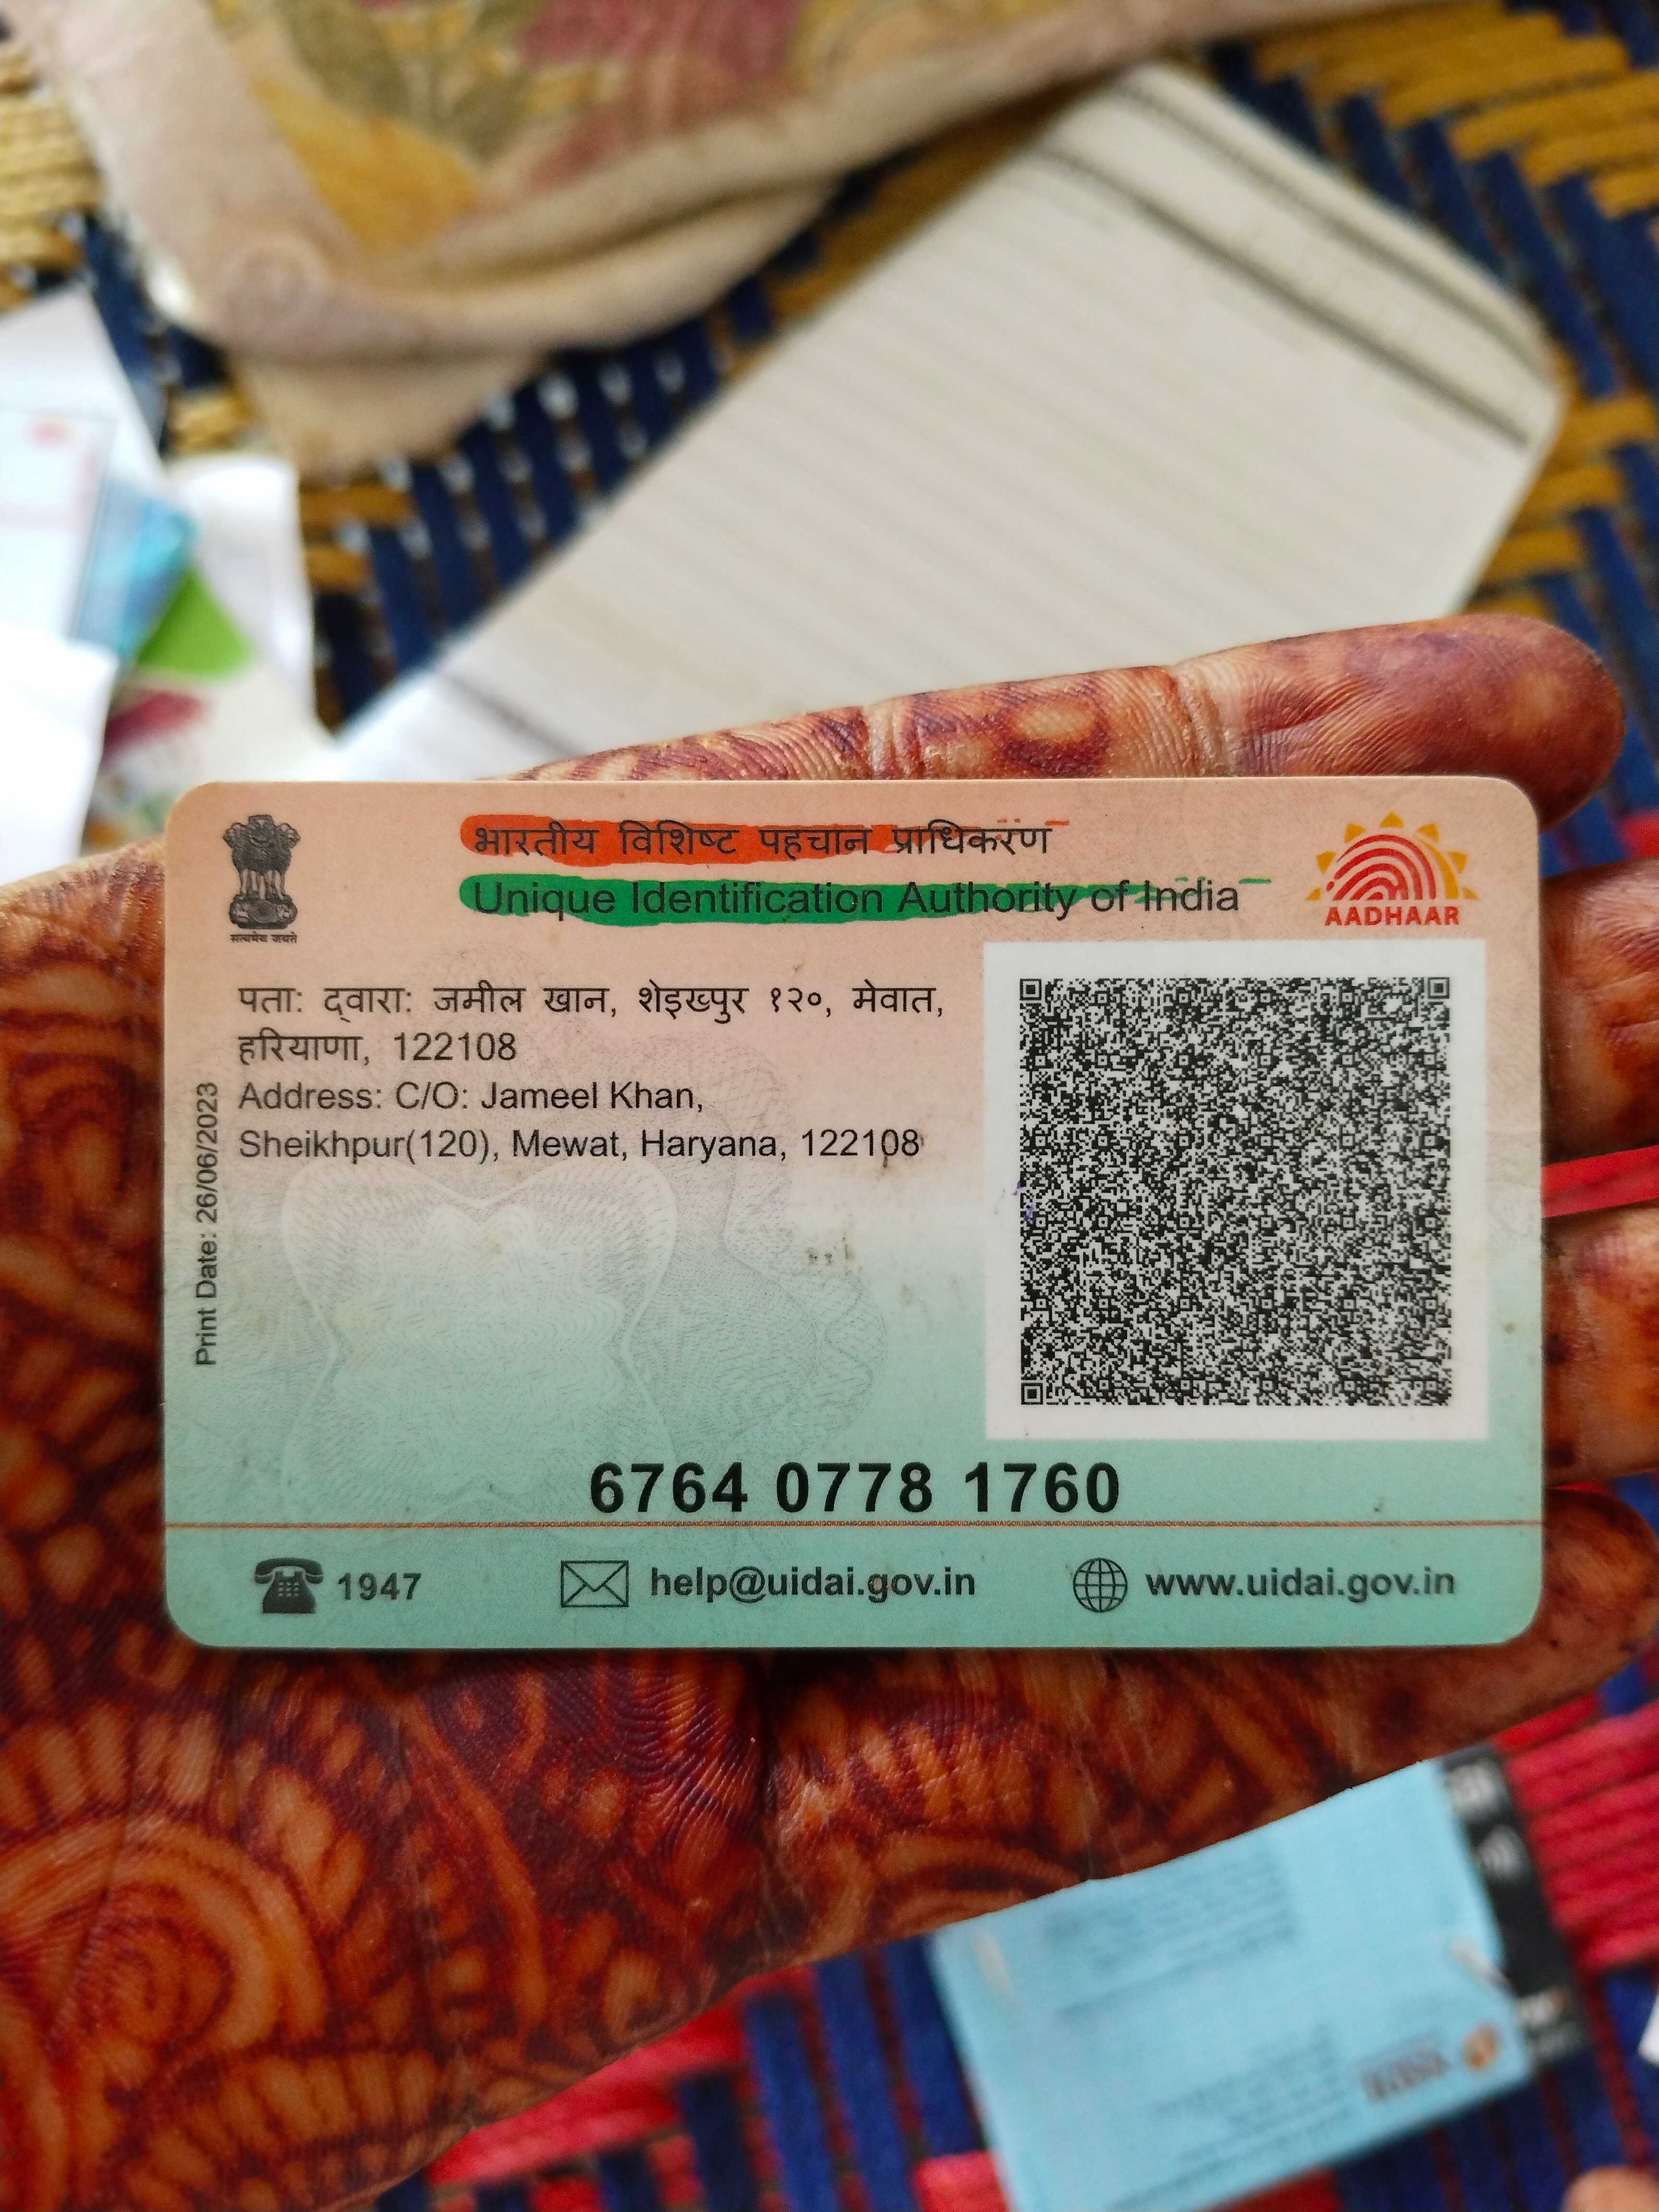 भारतीय विशिष्ट पहचान प्राधिकरण
Unique Identification Authority of India
सत्यमेव जयते
AADHAAR
पता: द्वारा: जमील खान, शेइख्पुर १२०, मेवात,
हरियाणा, 122108
Address: C/O: Jameel Khan,
Sheikhpur(120), Mewat, Haryana, 122108
Print Date: 26/06/2023
6764 0778 1760
1947
help@uidai.gov.in
www.uidai.gov.in